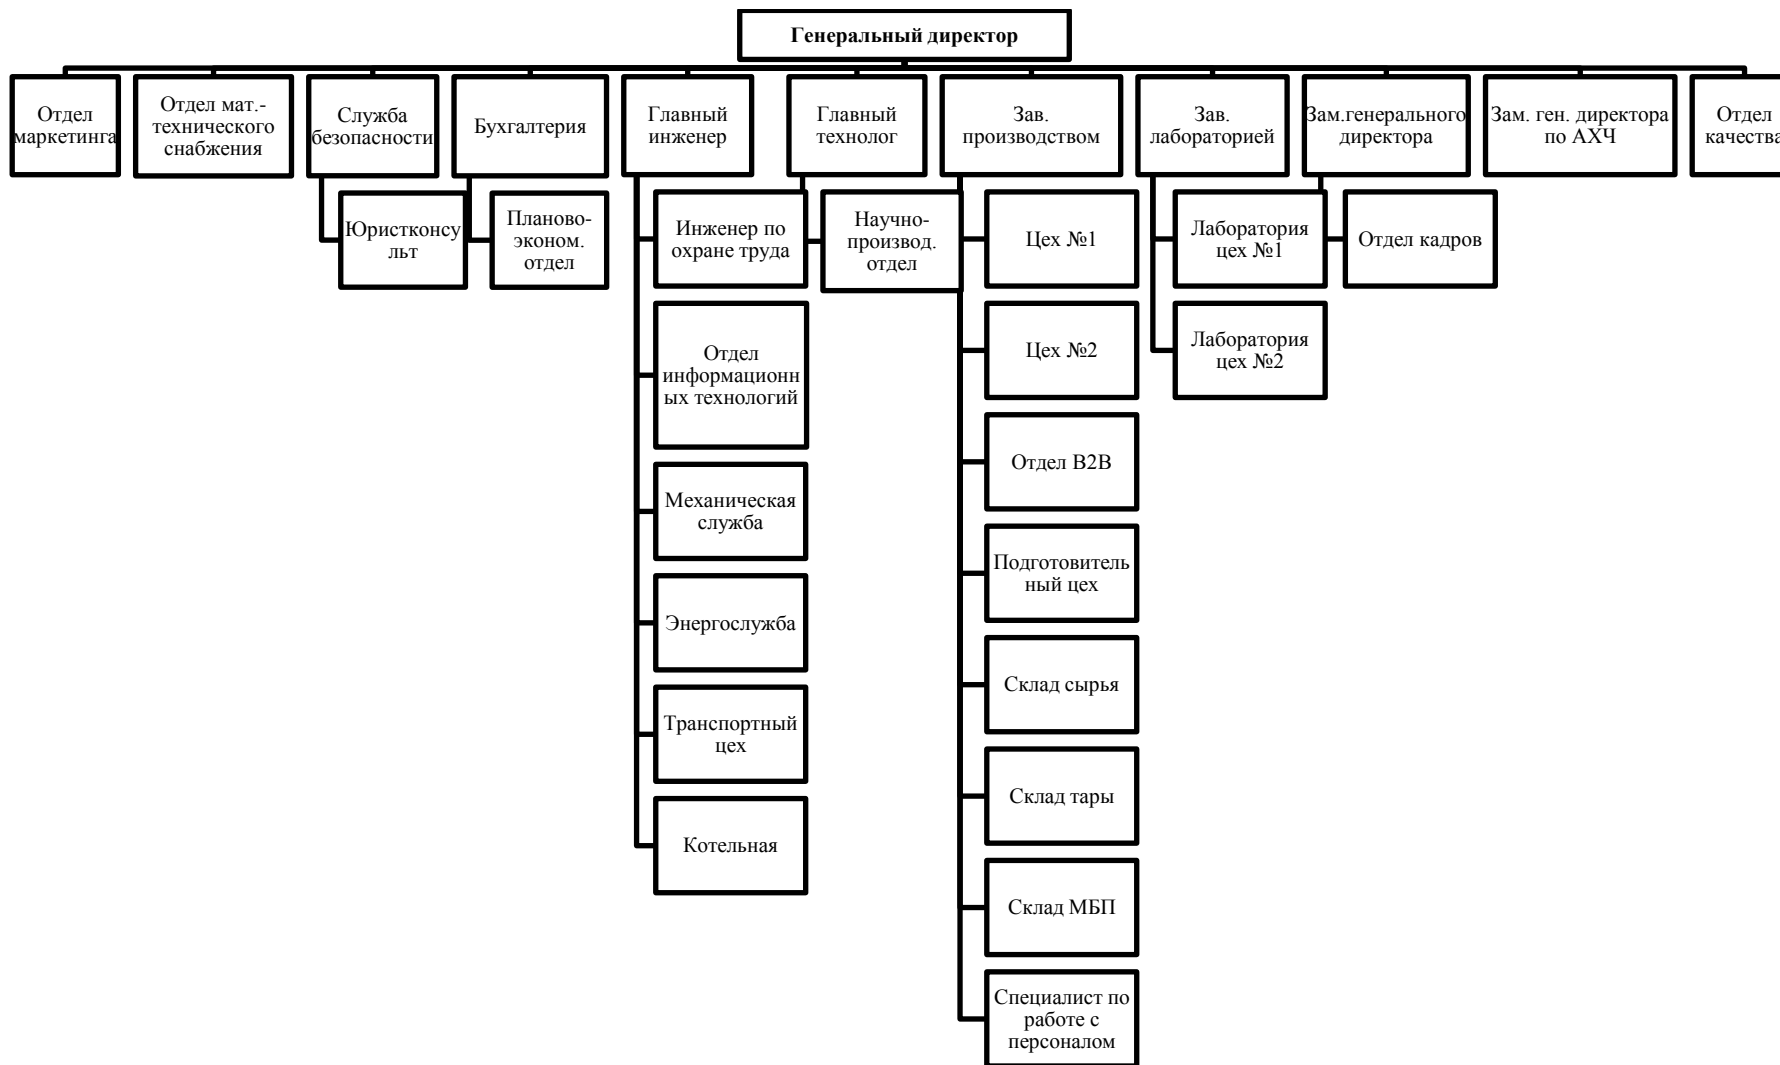 Генеральный директор
Отдел
маркетинга
Отдел мат.-
технического
снабжения
Служба
безопасности
Бухгалтерия
Главный
инженер
Главный
технолог
Зав.
производством
Зав.
лабораторией
Зам.генерального
директора
Зам. ген. директора
по АХЧ
Отдел
качества
Юристконсу
льт
Планово-
эконом.
отдел
Инженер по
охране труда
Отдел
информационн
ых технологий
Механическая
служба
Энергослужба
Транспортный
цех
Котельная
Научно-
производ.
отдел
Цех №1
Цех №2
Отдел В2В
Подготовитель
ный цех
Склад сырья
Склад тары
Склад МБП
Специалист по
работе с
персоналом
Лаборатория
цех №1
Лаборатория
цех №2
Отдел кадров